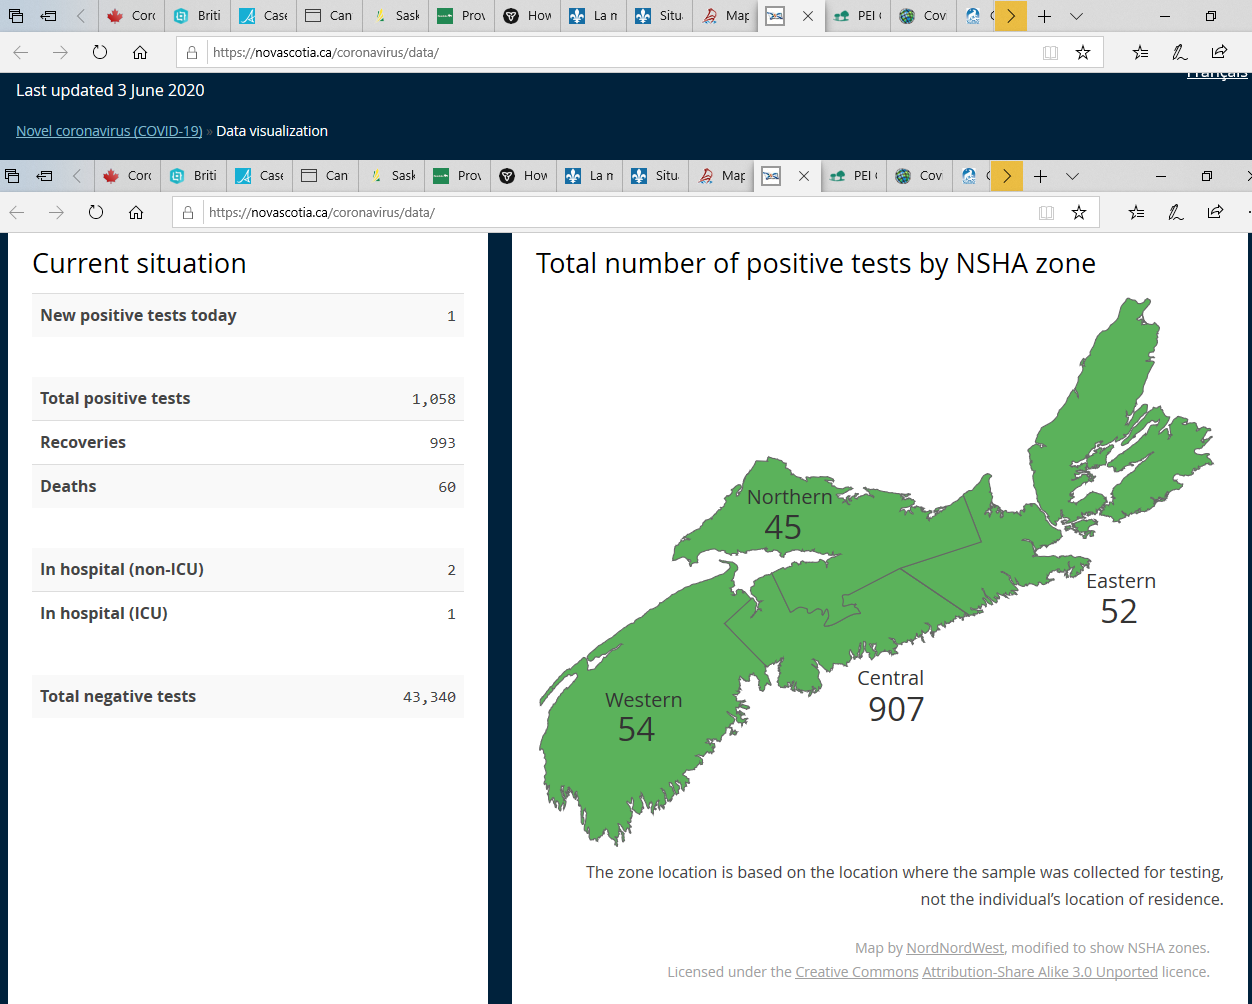 Corc
Briti
Case
Can
Sask
Prov
How
La n
Situ
Map
PEI
Cov
https://novascotia.ca/coronavirus/data/
Français
Last updated 3 June 2020
Novel coronavirus (COVID-19) » Data visualization
Corc
Briti
Case
Can
Sask
Prov
How
La n
Situ
Map
PEI
Cov
https://novascotia.ca/coronavirus/data/
Current situation
New positive tests today 1
Total positive tests 1,058
Recoveries 993
Deaths 60
In hospital (non-ICU) 2
In hospital (ICU) 1
Total negative tests 43,340
Total number of positive tests by NSHA zone
Northern
45
Eastern
52
Central
907
Western
54
The zone location is based on the location where the sample was collected for testing,
not the individual's location of residence.
Map by NordNordWest, modified to show NSHA zones.
Licensed under the Creative Commons Attribution-Share Alike 3.0 Unported licence.